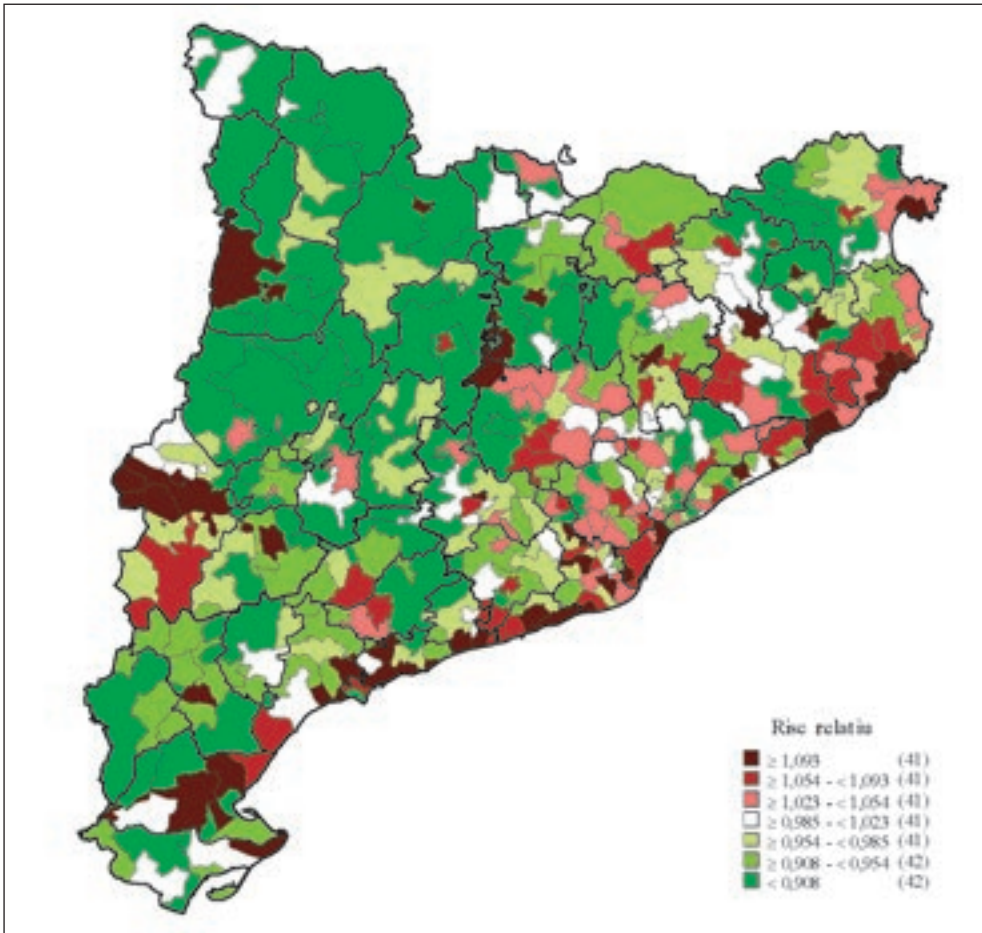 Risc relatiu
≥ 1,093 (41)
≥ 1,054 - < 1,093 (41)
≥ 1,023 - < 1,054 (41)
≥ 0,985 - < 1,023 (41)
≥ 0,954 - < 0,985 (41)
≥ 0,908 - < 0,954 (42)
< 0,908 (42)